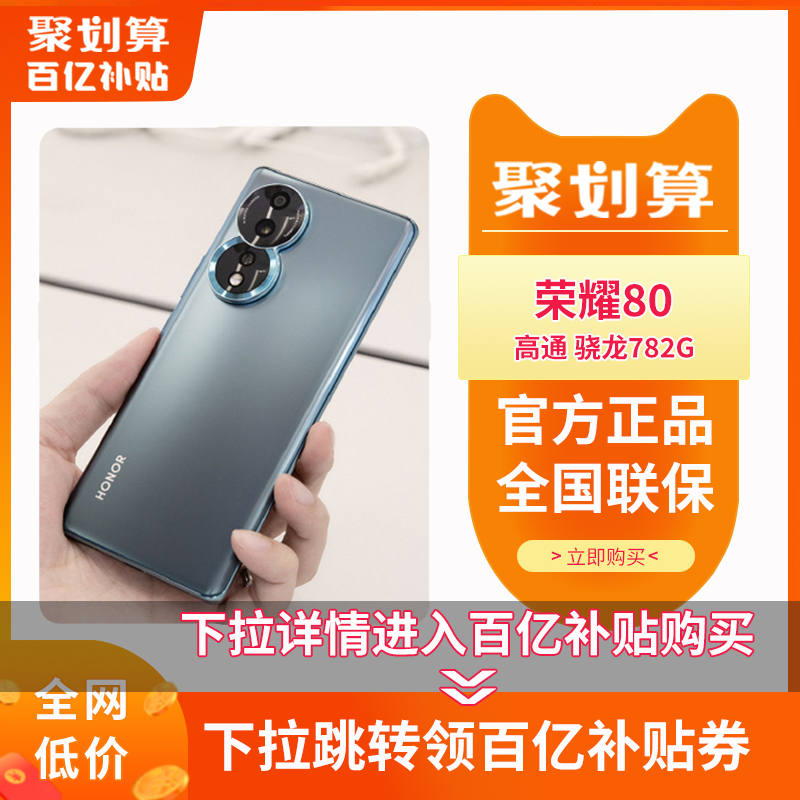 聚划算
百亿补贴
聚划算
荣耀80
高通 骁龙782G
官方正品
全国联保
>立即购买<
HONOR
下拉详情进入百亿补贴购买
全网
低价
下拉跳转领百亿补贴券